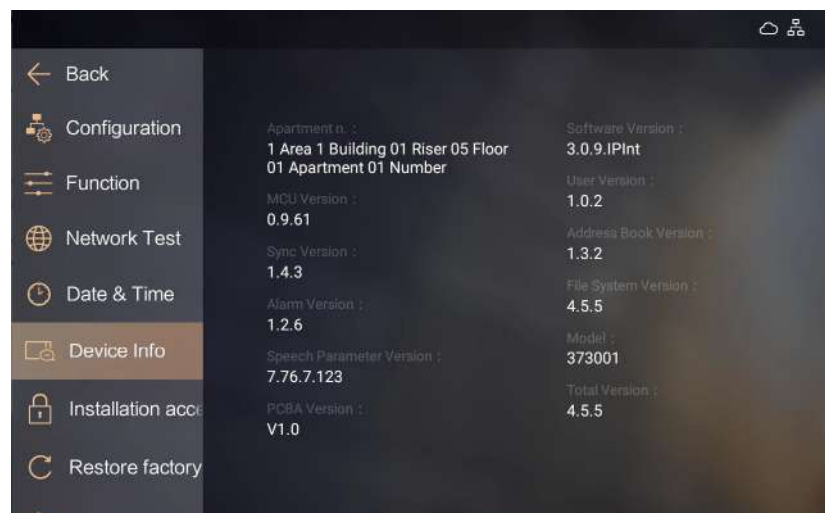 Back
Configuration
Function
Network Test
Date & Time
Device Info
Installation acce
Restore factory
Apartment n. :
1 Area 1 Building 01 Riser 05 Floor
01 Apartment 01 Number
MCU Version :
0.9.61
Sync Version :
1.4.3
Alarm Version :
1.2.6
Speech Parameter Version :
7.76.7.123
PCBA Version :
V1.0
Software Version :
3.0.9.IPInt
User Version :
1.0.2
Address Book Version :
1.3.2
File System Version :
4.5.5
Model :
373001
Total Version :
4.5.5